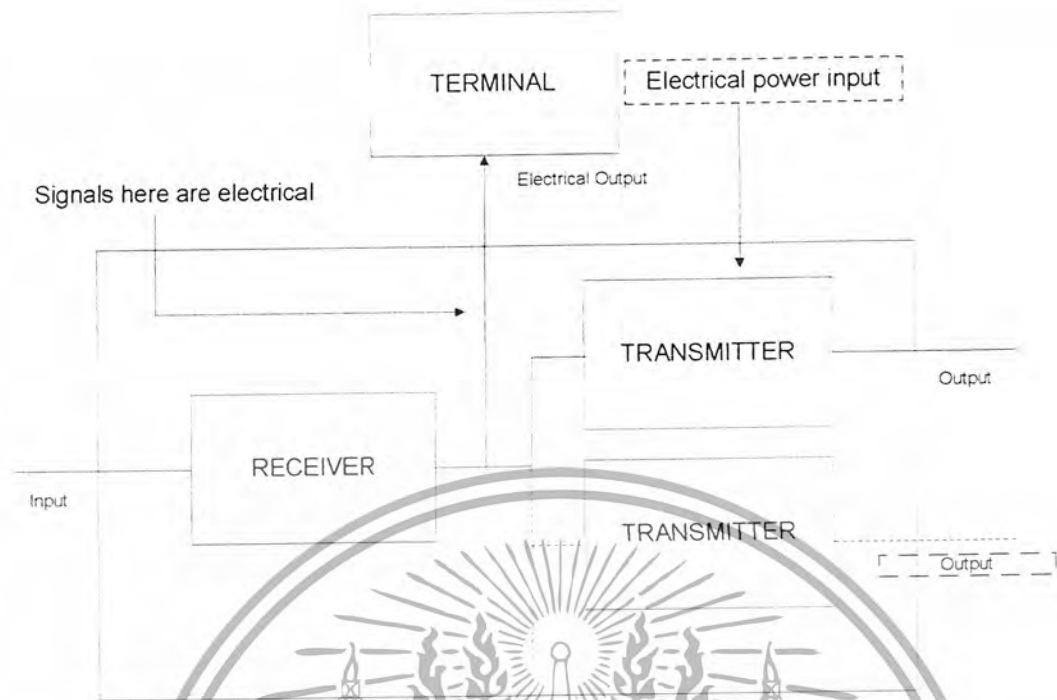 TERMINAL
Electrical power input
Electrical Output
Signals here are electrical
TRANSMITTER
Output
RECEIVER
Input
TRANSMITTER
Output